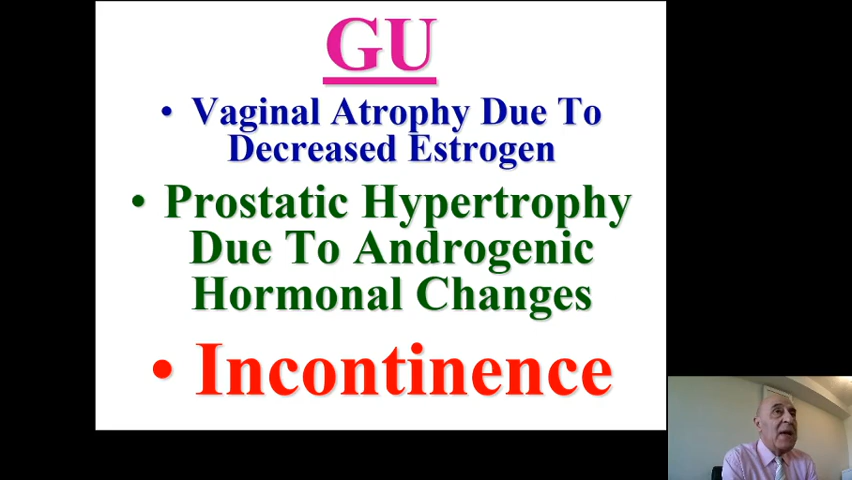 GU
• Vaginal Atrophy Due To
Decreased Estrogen
• Prostatic Hypertrophy
Due To Androgenic
Hormonal Changes
• Incontinence